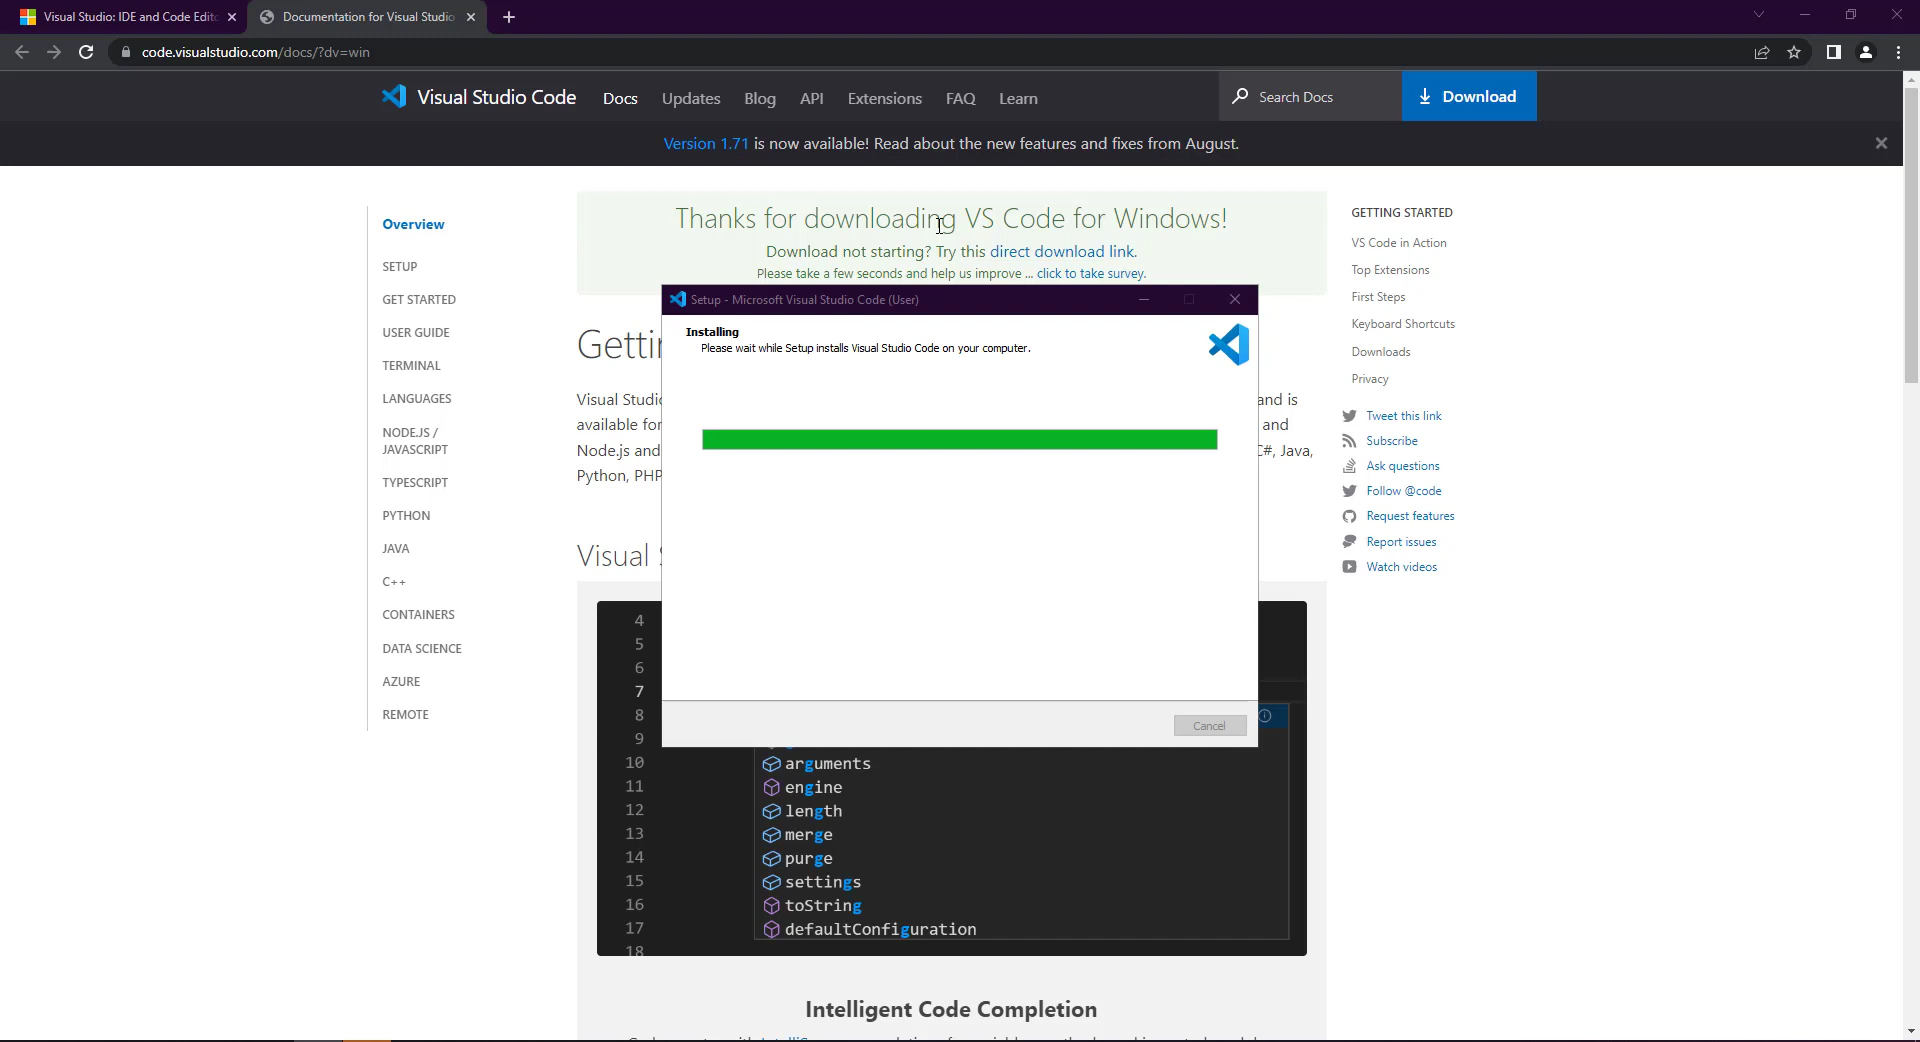 Visual Studio: IDE and Code Edito
Documentation for Visual Studio
code.visualstudio.com/docs/?dv=win
Visual Studio Code
Docs
Updates
Blog
API
Extensions
FAQ
Learn
Search Docs
Download
Version 1.71 is now available! Read about the new features and fixes from August.
Overview
SETUP
GET STARTED
USER GUIDE
TERMINAL
LANGUAGES
NODE.JS /
JAVASCRIPT
TYPESCRIPT
PYTHON
JAVA
C++
CONTAINERS
DATA SCIENCE
AZURE
REMOTE
Thanks for downloading VS Code for Windows!
Download not starting? Try this direct download link.
Please take a few seconds and help us improve ... click to take survey.
Setup - Microsoft Visual Studio Code (User)
Installing
Please wait while Setup installs Visual Studio Code on your computer.
Cancel
Visual
and is
available for
and
Node.js and
C#, Java,
Python, PHP
Visual
4
5
6
7
8
9
10
11
12
13
14
15
16
17
18
arguments
engine
length
merge
purge
settings
toString
defaultConfiguration
Intelligent Code Completion
GETTING STARTED
VS Code in Action
Top Extensions
First Steps
Keyboard Shortcuts
Downloads
Privacy
Tweet this link
Subscribe
Ask questions
Follow @code
Request features
Report issues
Watch videos